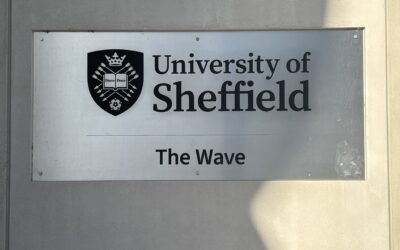 University of
Sheffield
The Wave